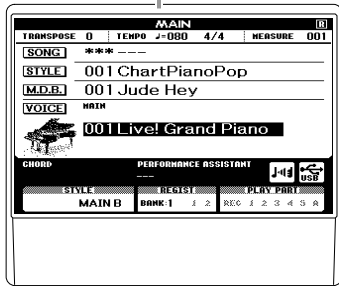 MAIN R
TRANSPOSE 0 TEMPO ♩=080 4/4 MEASURE 001
SONG *** ---
STYLE 001 ChartPianoPop
M.D.B. 001 Jude Hey
VOICE MAIN
001 Live! Grand Piano
CHORD PERFORMANCE ASSISTANT
---
USB
STYLE REGIST PLAY PART
MAIN B BANK:1 1 2 REC 1 2 3 4 5 A